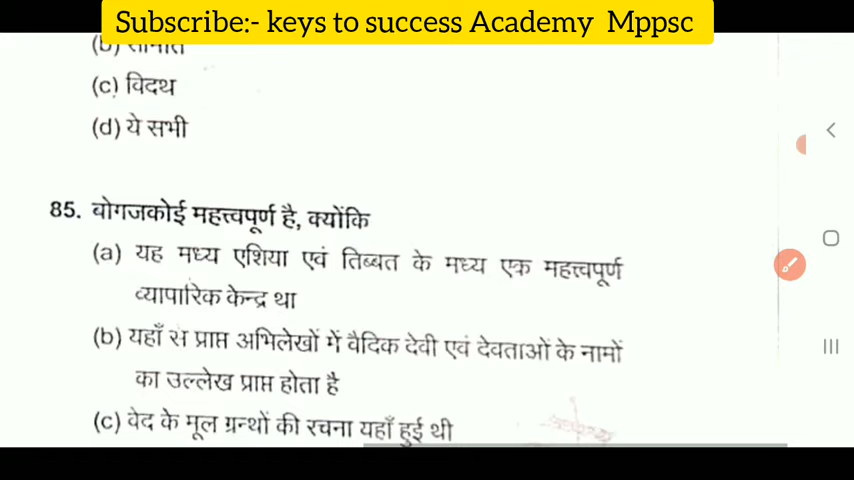 Subscribe:- keys to success Academy Mppsc
(c) विदथ
(d) ये सभी
85. बोगजकोई महत्त्वपूर्ण है, क्योंकि
(a) यह मध्य एशिया एवं तिब्बत के मध्य एक महत्त्वपूर्ण
व्यापारिक केन्द्र था
(b) यहाँ से प्राप्त अभिलेखों में वैदिक देवी एवं देवताओं के नामों
का उल्लेख प्राप्त होता है
(c) वेद के मूल ग्रन्थों की रचना यहाँ हुई थी